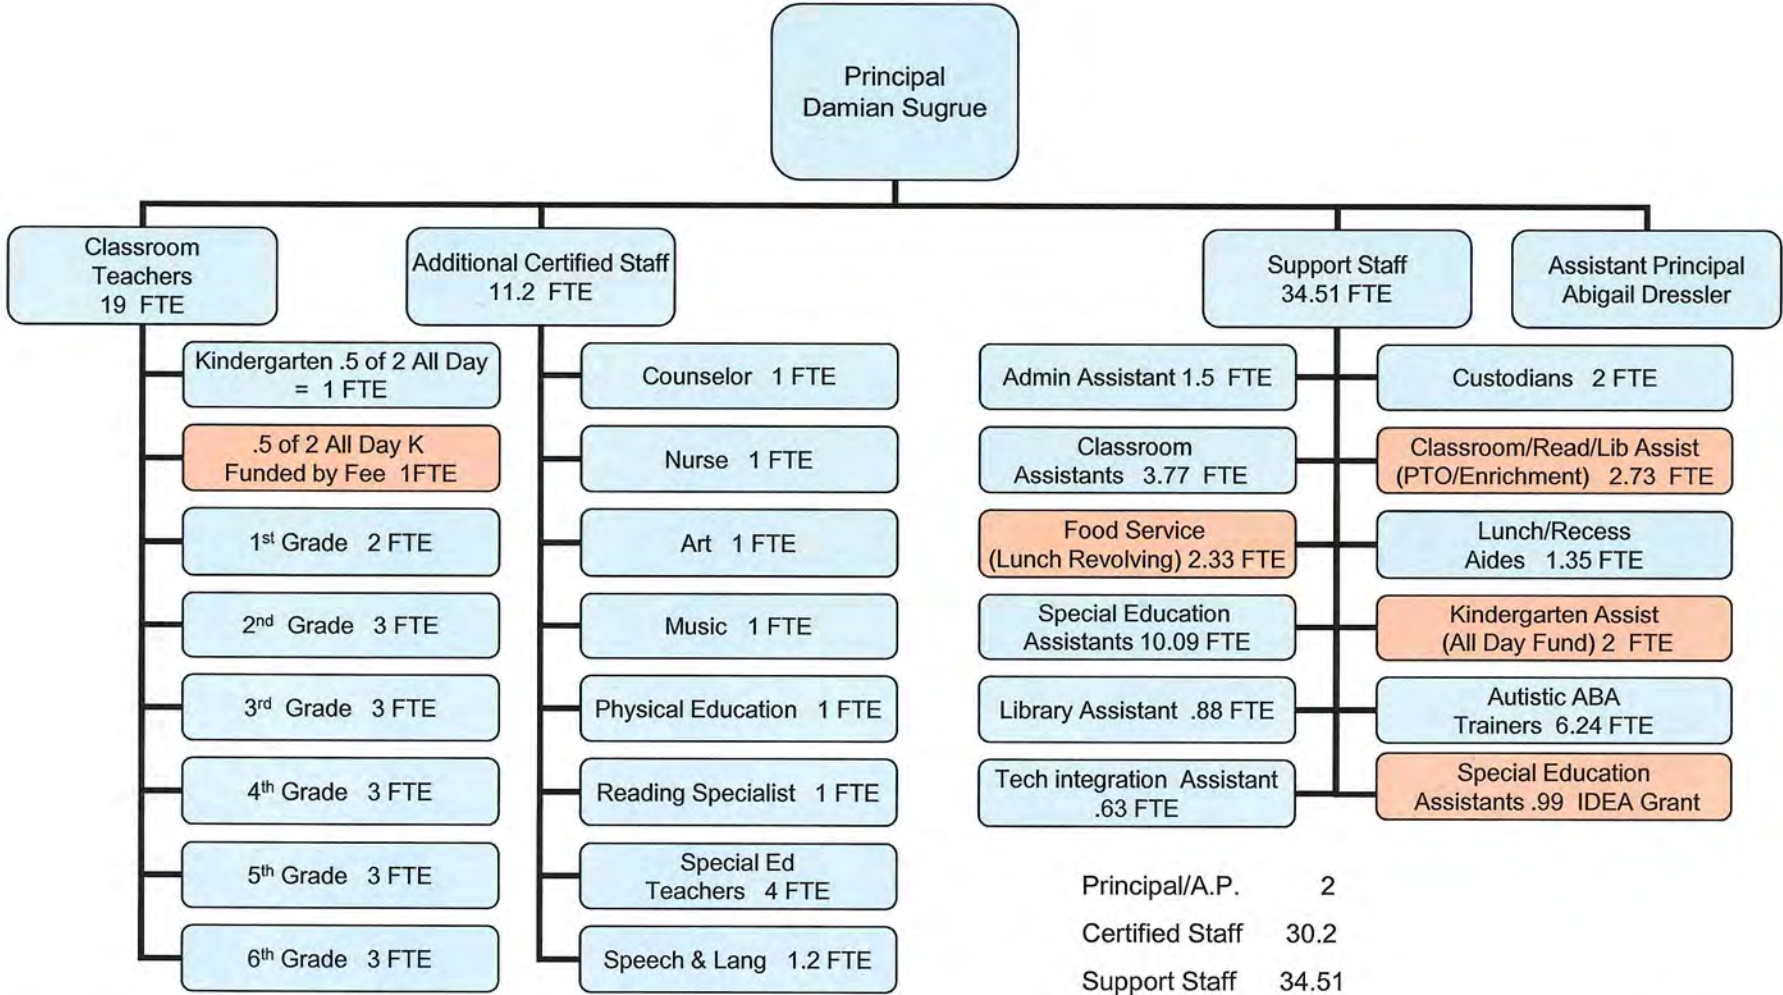 Principal
Damian Sugrue
Classroom
Teachers
19 FTE
Additional Certified Staff
11.2 FTE
Support Staff
34.51 FTE
Assistant Principal
Abigail Dressler
Kindergarten .5 of 2 All Day
= 1 FTE
.5 of 2 All Day K
Funded by Fee 1FTE
1st Grade 2 FTE
2nd Grade 3 FTE
3rd Grade 3 FTE
4th Grade 3 FTE
5th Grade 3 FTE
6th Grade 3 FTE
Counselor 1 FTE
Nurse 1 FTE
Art 1 FTE
Music 1 FTE
Physical Education 1 FTE
Reading Specialist 1 FTE
Special Ed
Teachers 4 FTE
Speech & Lang 1.2 FTE
Admin Assistant 1.5 FTE
Classroom
Assistants 3.77 FTE
Food Service
(Lunch Revolving) 2.33 FTE
Special Education
Assistants 10.09 FTE
Library Assistant .88 FTE
Tech integration Assistant
.63 FTE
Custodians 2 FTE
Classroom/Read/Lib Assist
(PTO/Enrichment) 2.73 FTE
Lunch/Recess
Aides 1.35 FTE
Kindergarten Assist
(All Day Fund) 2 FTE
Autistic ABA
Trainers 6.24 FTE
Special Education
Assistants .99 IDEA Grant
Principal/A.P. 2
Certified Staff 30.2
Support Staff 34.51